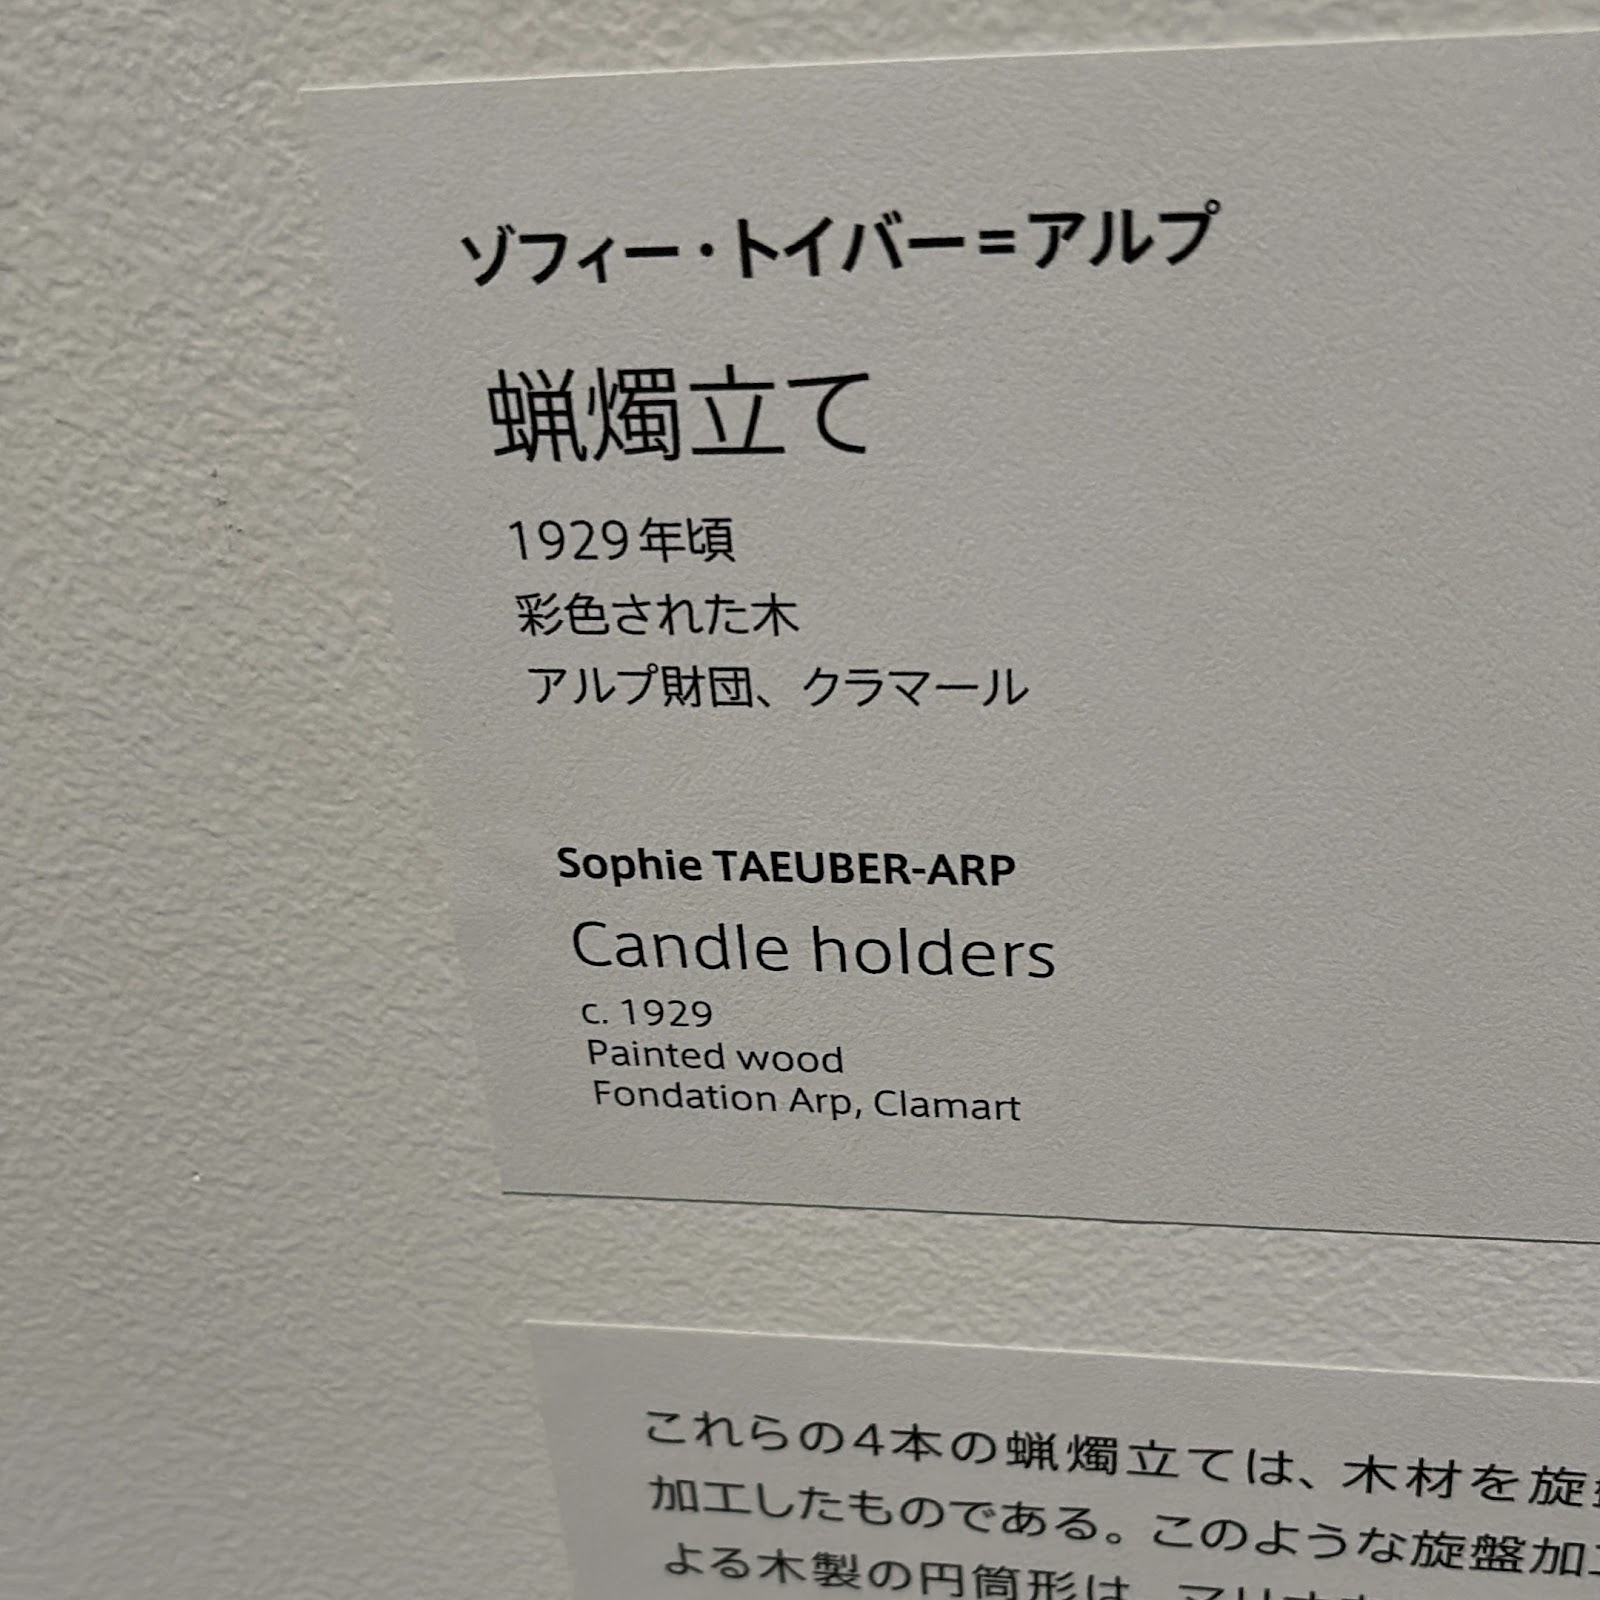 ゾフィー・トイバー=アルプ
蝋燭立て
1929年頃
彩色された木
アルプ財団、クラマール
Sophie TAEUBER-ARP
Candle holders
c. 1929
Painted wood
Fondation Arp, Clamart
これらの4本の蝋燭立ては、木材を旋
加工したものである。このような旋盤加
よる木製の円筒形は、